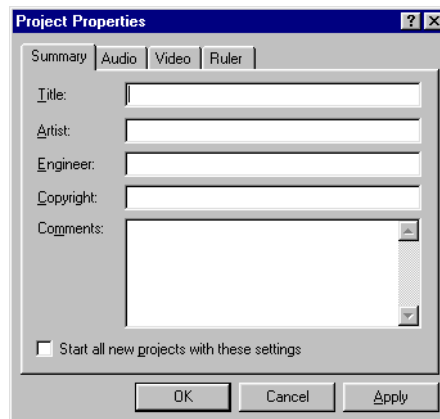 Project Properties
Summary Audio Video Ruler
Title:
Artist:
Engineer:
Copyright:
Comments:
Start all new projects with these settings
OK Cancel Apply